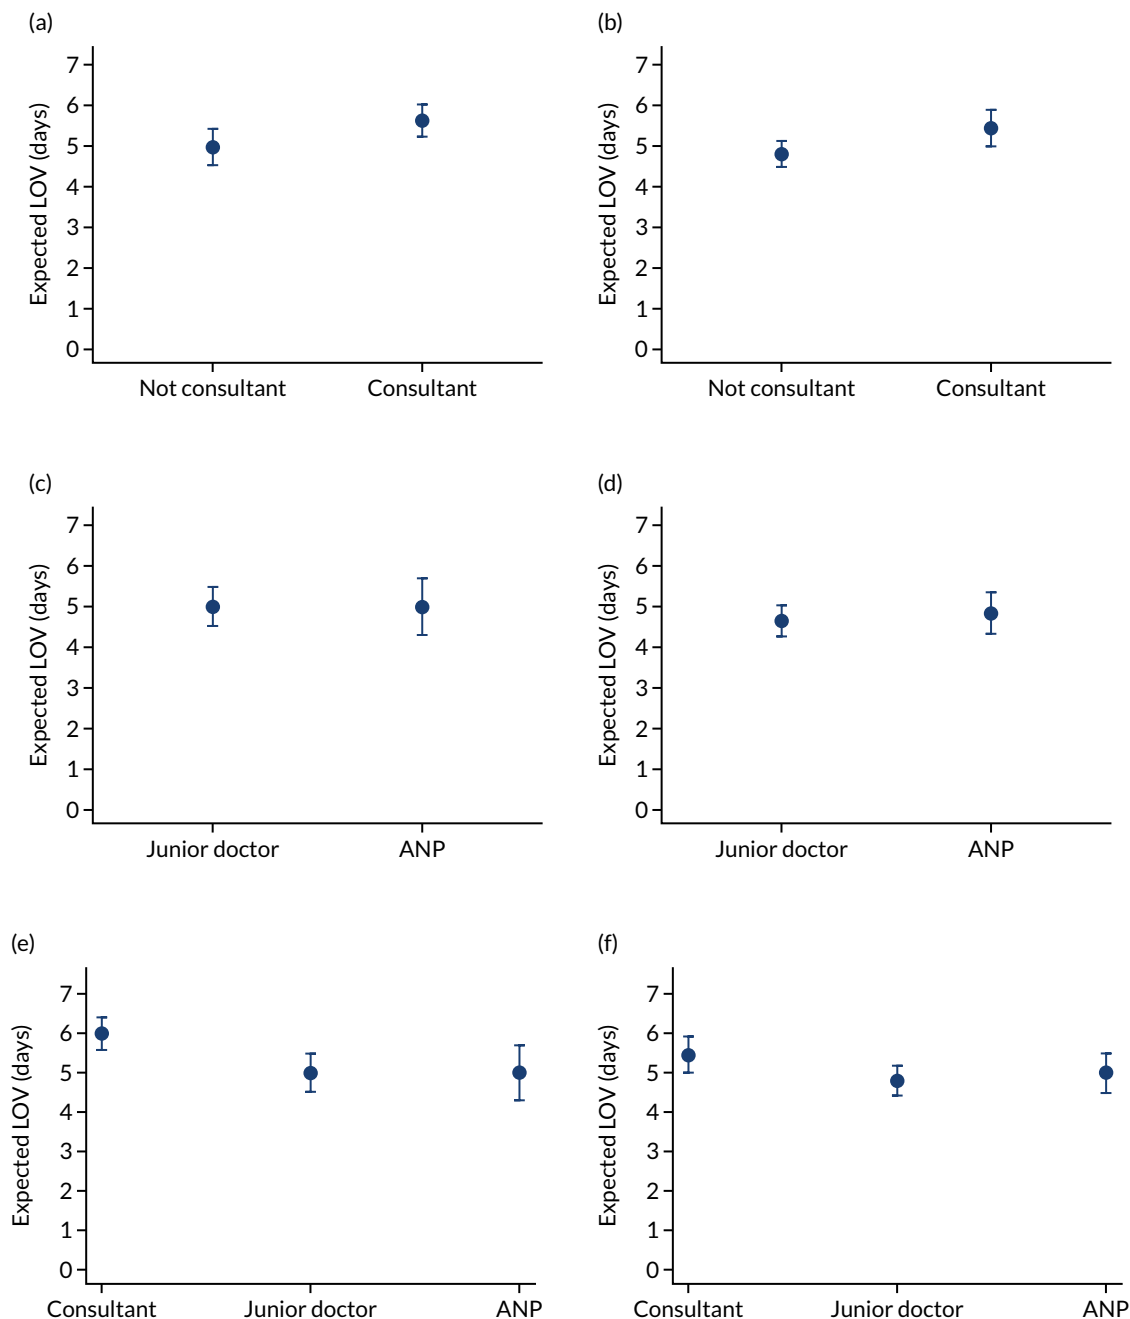 (a)
Expected LOV (days)
7
6
5
4
3
2
1
0
Not consultant Consultant
(b)
Expected LOV (days)
7
6
5
4
3
2
1
0
Not consultant Consultant
(c)
Expected LOV (days)
7
6
5
4
3
2
1
0
Junior doctor ANP
(d)
Expected LOV (days)
7
6
5
4
3
2
1
0
Junior doctor ANP
(e)
Expected LOV (days)
7
6
5
4
3
2
1
0
Consultant Junior doctor ANP
(f)
Expected LOV (days)
7
6
5
4
3
2
1
0
Consultant Junior doctor ANP